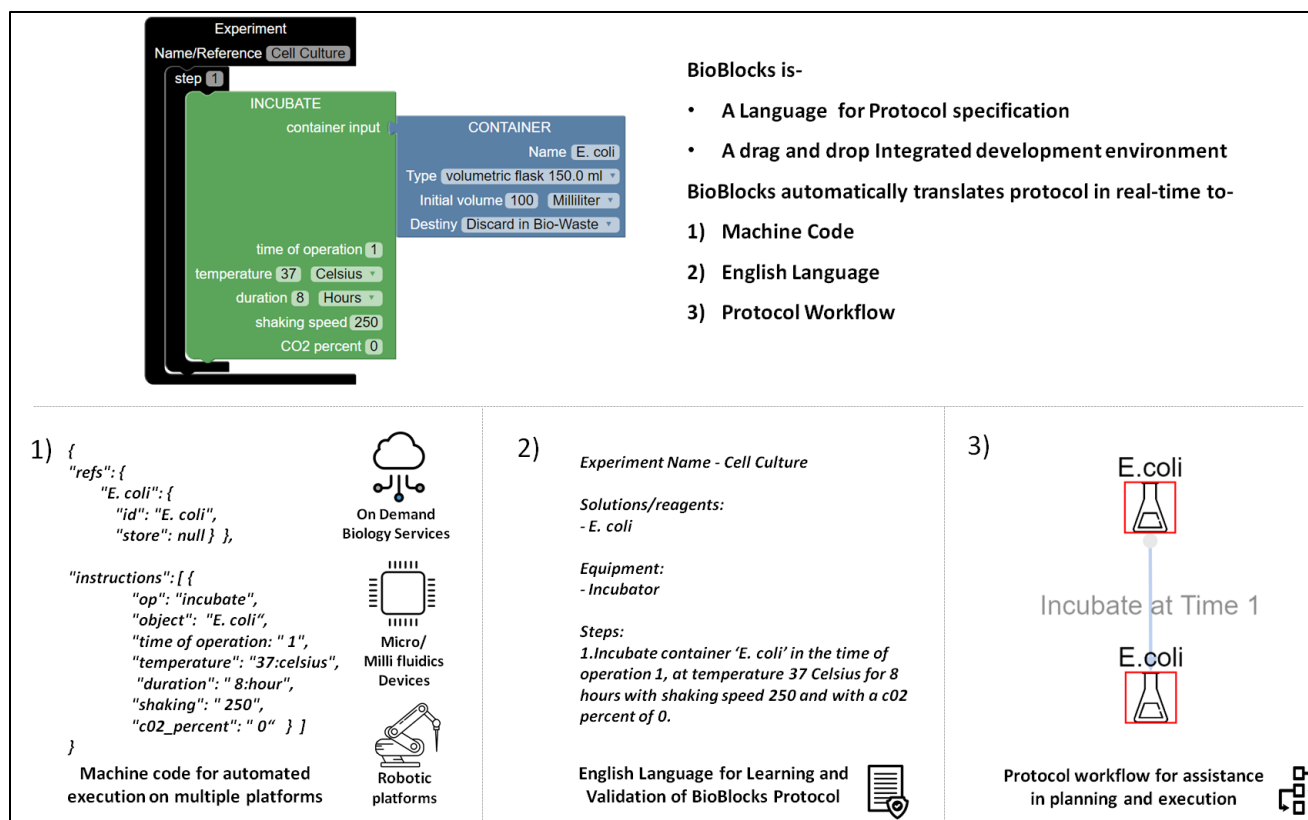 Experiment
Name/Reference Cell Culture
step 1
INCUBATE
container input
CONTAINER
Name E. coli
Type volumetric flask 150.0 ml
Initial volume 100 Milliliter
Destiny Discard in Bio-Waste
time of operation 1
temperature 37 Celsius
duration 8 Hours
shaking speed 250
CO2 percent 0
BioBlocks is-
• A Language for Protocol specification
• A drag and drop Integrated development environment
BioBlocks automatically translates protocol in real-time to-
1) Machine Code
2) English Language
3) Protocol Workflow
1)
{
"refs": {
"E. coli": {
"id": "E. coli",
"store": null } },
"instructions": [ {
"op": "incubate",
"object": "E. coli“,
"time of operation: " 1",
"temperature": "37:celsius",
"duration": " 8:hour",
"shaking": " 250",
"c02_percent": " 0“ } ]
}
On Demand
Biology Services
Micro/
Milli fluidics
Devices
Robotic
platforms
Machine code for automated
execution on multiple platforms
2)
Experiment Name - Cell Culture
Solutions/reagents:
- E. coli
Equipment:
- Incubator
Steps:
1.Incubate container ‘E. coli’ in the time of
operation 1, at temperature 37 Celsius for 8
hours with shaking speed 250 and with a c02
percent of 0.
English Language for Learning and
Validation of BioBlocks Protocol
3)
E.coli
Incubate at Time 1
E.coli
Protocol workflow for assistance
in planning and execution